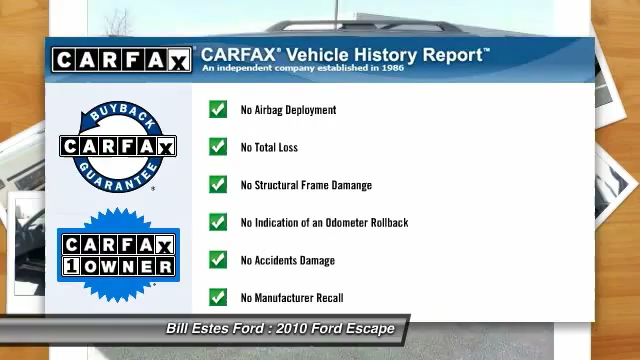 CARFAX
CARFAX® Vehicle History Report™
An independent company established in 1986
BUYBACK
CARFAX
GUARANTEE®
CARFAX
1 OWNER
No Airbag Deployment
No Total Loss
No Structural Frame Damange
No Indication of an Odometer Rollback
No Accidents Damage
No Manufacturer Recall
Bill Estes Ford : 2010 Ford Escape